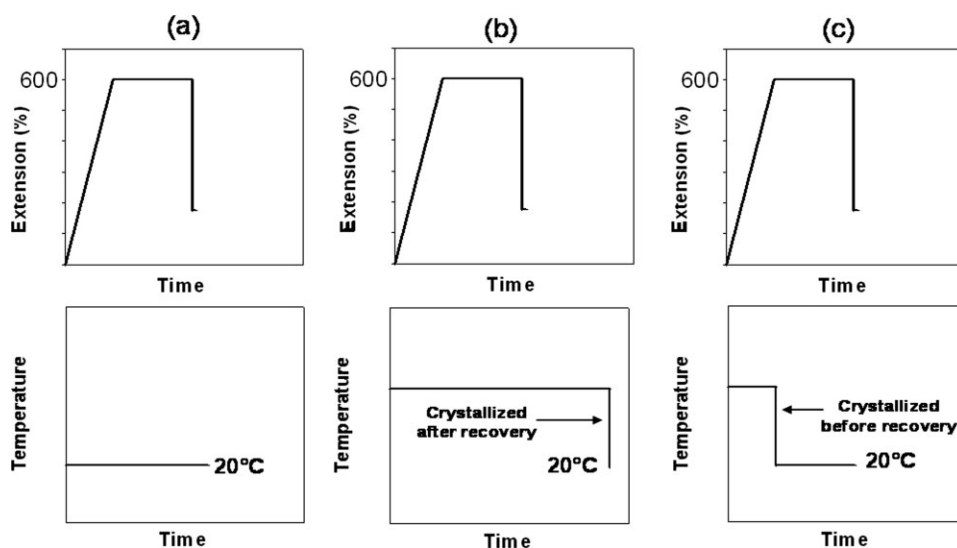 (a)
(b)
(c)
600
Extension (%)
Time
600
Extension (%)
Time
600
Extension (%)
Time
Temperature
20°C
Time
Temperature
Crystallized
after recovery
20°C
Time
Temperature
Crystallized
before recovery
20°C
Time